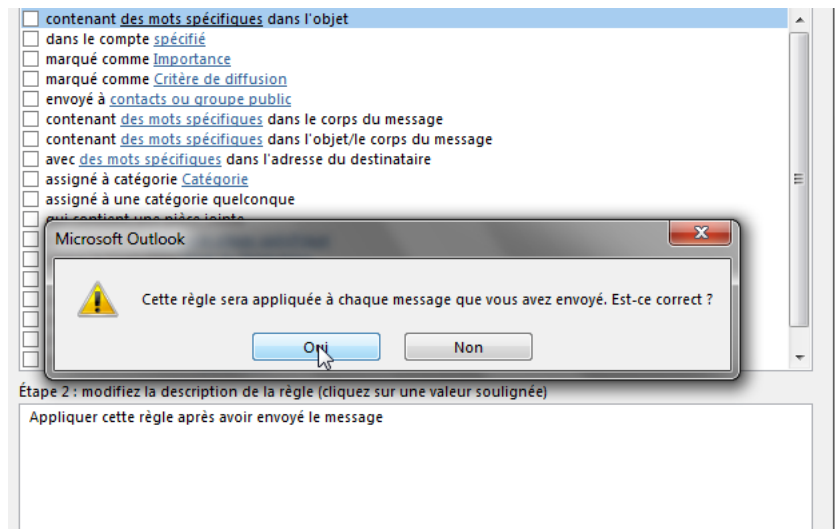 contenant des mots spécifiques dans l'objet
dans le compte spécifié
marqué comme Importance
marqué comme Critère de diffusion
envoyé à contacts ou groupe public
contenant des mots spécifiques dans le corps du message
contenant des mots spécifiques dans l'objet/le corps du message
avec des mots spécifiques dans l'adresse du destinataire
assigné à catégorie Catégorie
assigné à une catégorie quelconque
qui contient une pièce jointe
Microsoft Outlook
Cette règle sera appliquée à chaque message que vous avez envoyé. Est-ce correct ?
Oui
Non
Étape 2 : modifiez la description de la règle (cliquez sur une valeur soulignée)
Appliquer cette règle après avoir envoyé le message